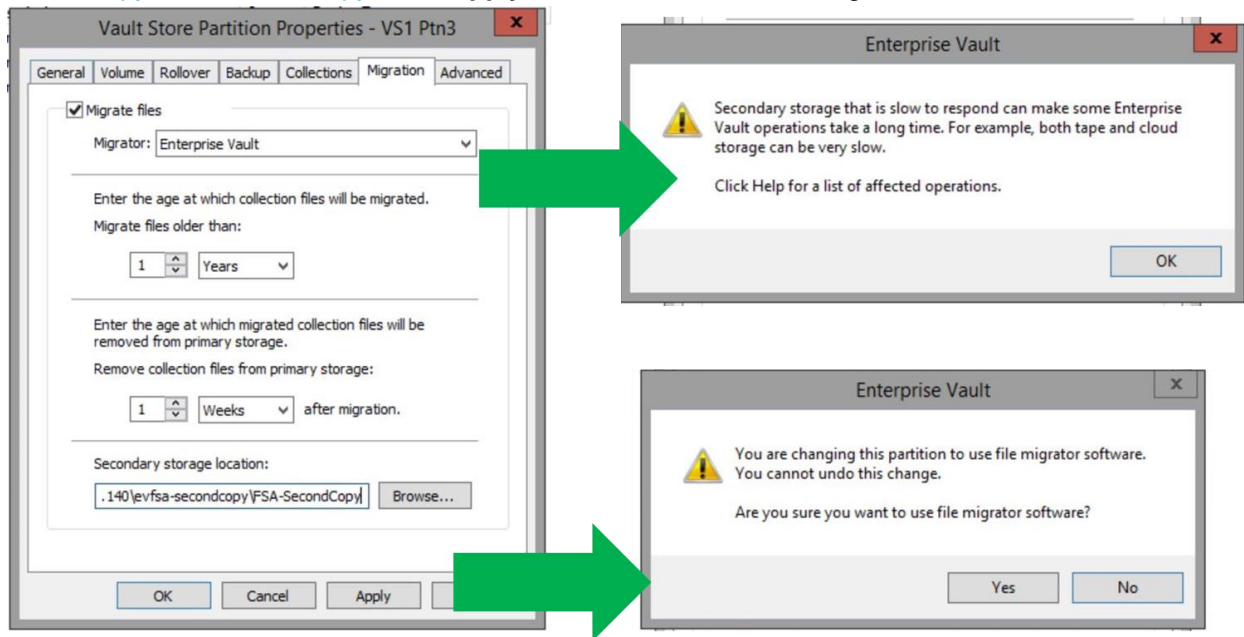 Vault Store Partition Properties - VS1 Ptn3
x
General Volume Rollover Backup Collections Migration Advanced
Migrate files
Migrator: Enterprise Vault
Enter the age at which collection files will be migrated.
Migrate files older than:
1 Years
Enter the age at which migrated collection files will be
removed from primary storage.
Remove collection files from primary storage:
1 Weeks after migration.
Secondary storage location:
.140\evfsa-secondcopy\FSA-SecondCopy Browse...
OK Cancel Apply
Enterprise Vault
x
Secondary storage that is slow to respond can make some Enterprise
Vault operations take a long time. For example, both tape and cloud
storage can be very slow.
Click Help for a list of affected operations.
OK
Enterprise Vault
x
You are changing this partition to use file migrator software.
You cannot undo this change.
Are you sure you want to use file migrator software?
Yes No